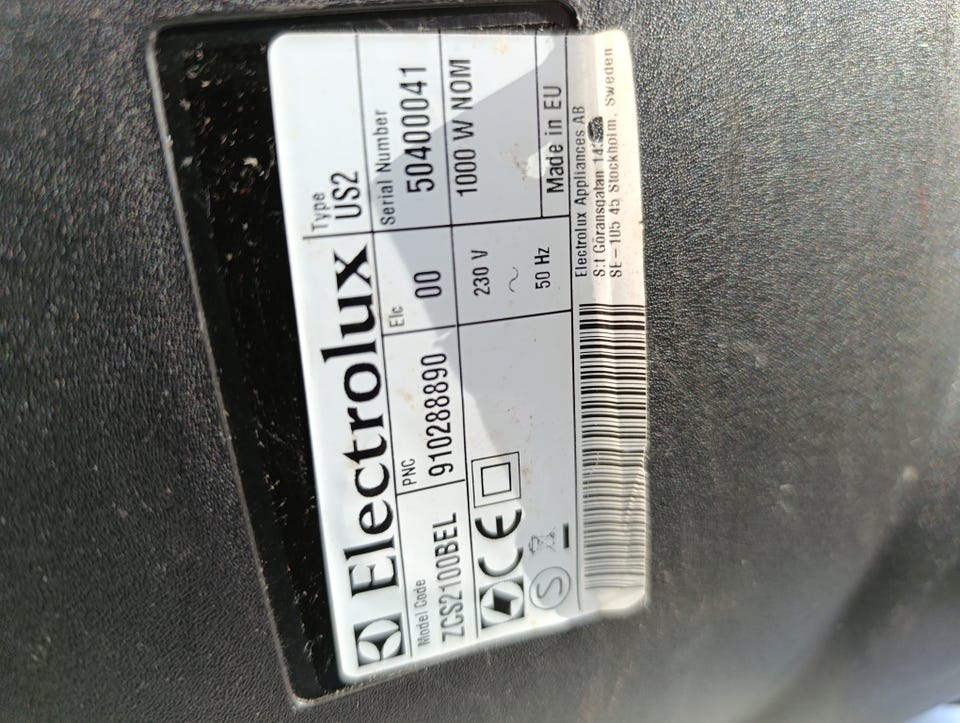 Electrolux
Type
US2
Model Code
ZCS2100BEL
PNC
910288890
Elc
00
Serial Number
50400041
230 V
~
50 Hz
1000 W NOM
Made in EU
CE
S
Electrolux Appliances AB
S:t Göransgatan
SE-105 45 Stockholm, Sweden